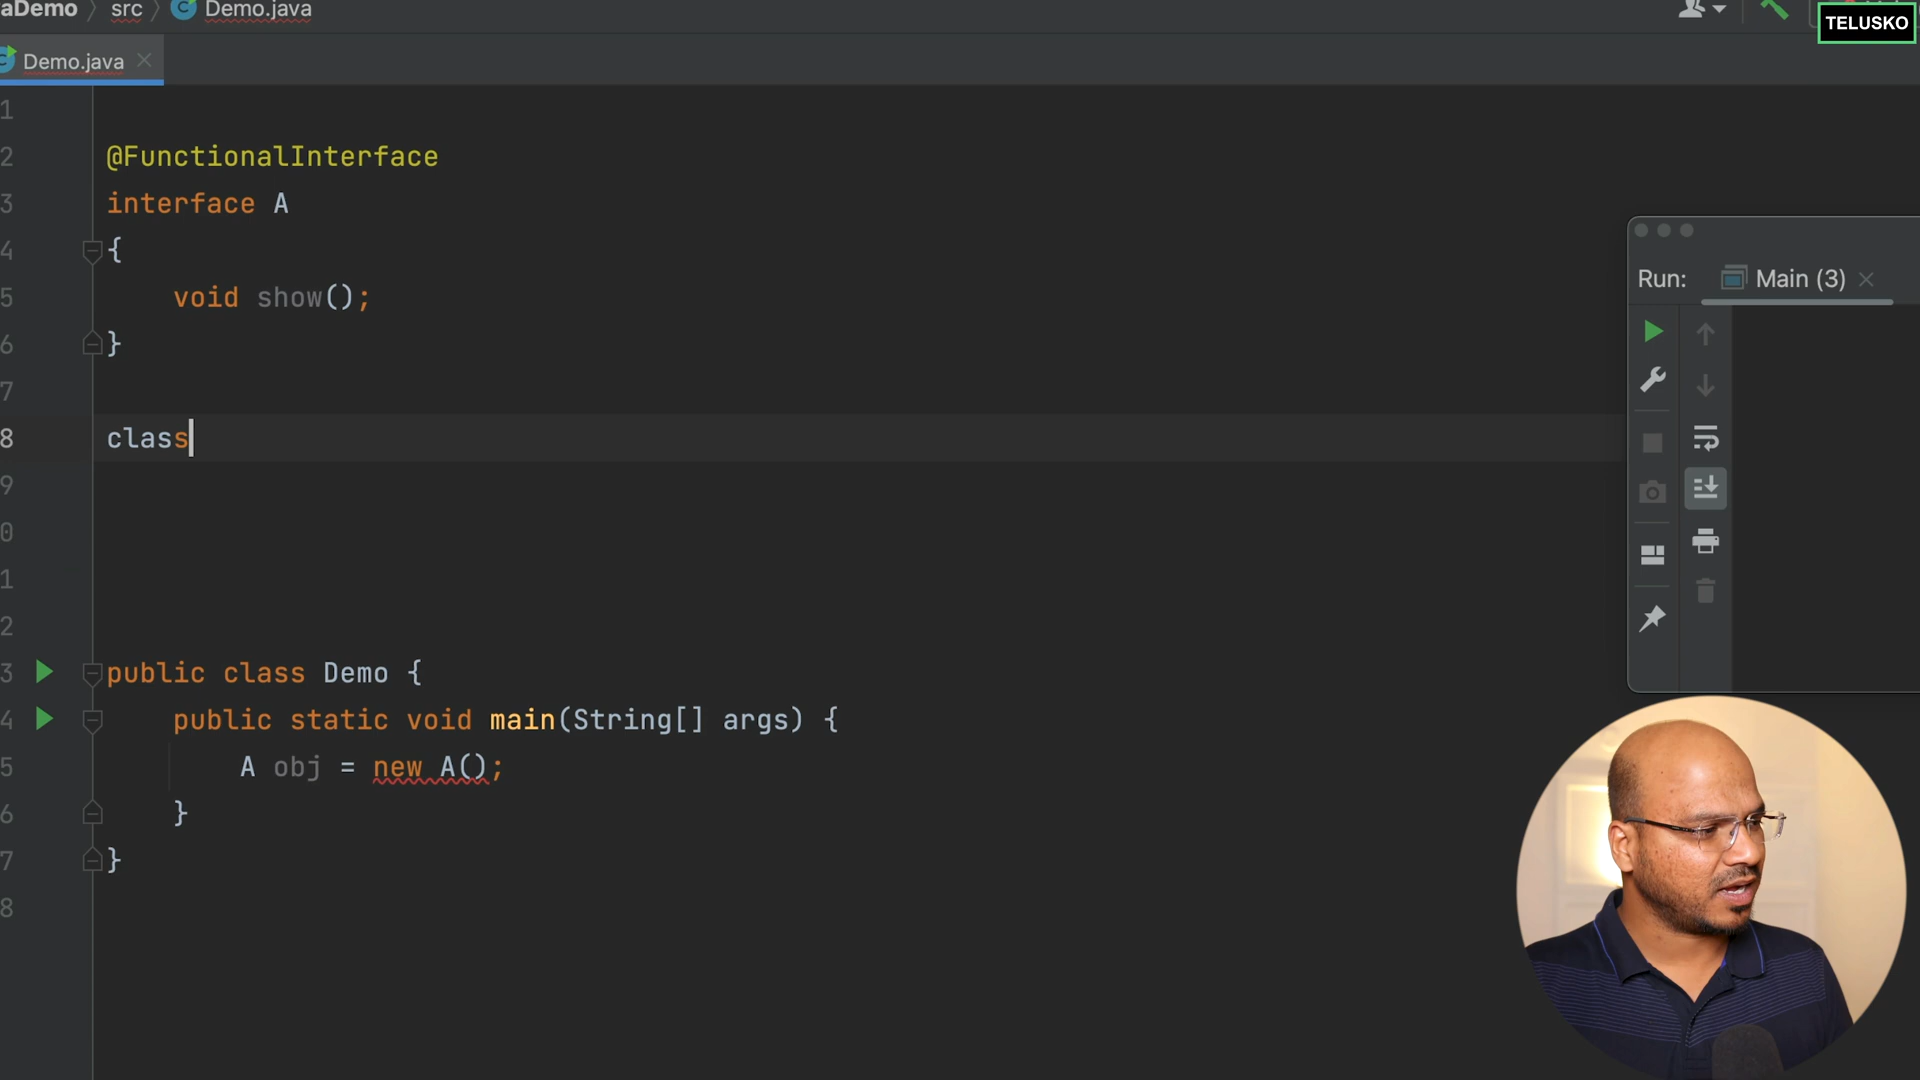 aDemo src Demo.java
TELUSKO
Demo.java
1
2 @FunctionalInterface
3 interface A
4 {
5 void show();
6 }
7
8 class
9
0
1
2
3 public class Demo {
4 public static void main(String[] args) {
5 A obj = new A();
6 }
7 }
8
Run: Main (3)